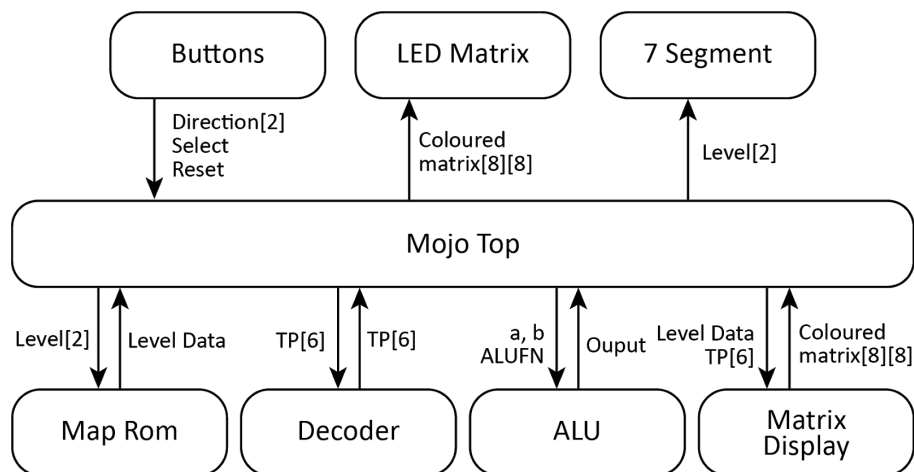 Buttons
LED Matrix
7 Segment
Direction[2]
Select
Reset
Coloured
matrix[8][8]
Level[2]
Mojo Top
Level[2]
Level Data
TP[6]
TP[6]
a, b
ALUFN
Ouput
Level Data
TP[6]
Coloured
matrix[8][8]
Map Rom
Decoder
ALU
Matrix
Display